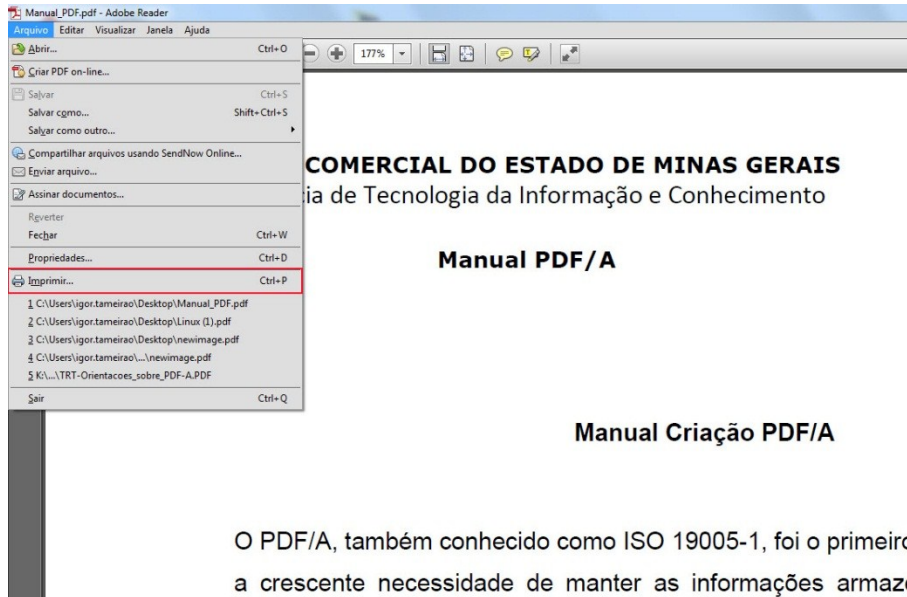 Manual_PDF.pdf - Adobe Reader
Arquivo Editar Visualizar Janela Ajuda
Abrir... Ctrl+O
177%
Criar PDF on-line...
Salvar Ctrl+S
Salvar como... Shift+Ctrl+S
Salvar como outro...
Compartilhar arquivos usando SendNow Online...
Enviar arquivo...
Assinar documentos...
Reverter
Fechar Ctrl+W
Propriedades... Ctrl+D
Imprimir... Ctrl+P
1 C:\Users\igor.tameirao\Desktop\Manual_PDF.pdf
2 C:\Users\igor.tameirao\Desktop\Linux (1).pdf
3 C:\Users\igor.tameirao\Desktop\newimage.pdf
4 C:\Users\igor.tameirao\...\newimage.pdf
5 K:\...\TRT-Orientacoes_sobre_PDF-A.PDF
Sair Ctrl+Q
COMERCIAL DO ESTADO DE MINAS GERAIS
cia de Tecnologia da Informação e Conhecimento
Manual PDF/A
Manual Criação PDF/A
O PDF/A, também conhecido como ISO 19005-1, foi o primeiro
a crescente necessidade de manter as informações armaz